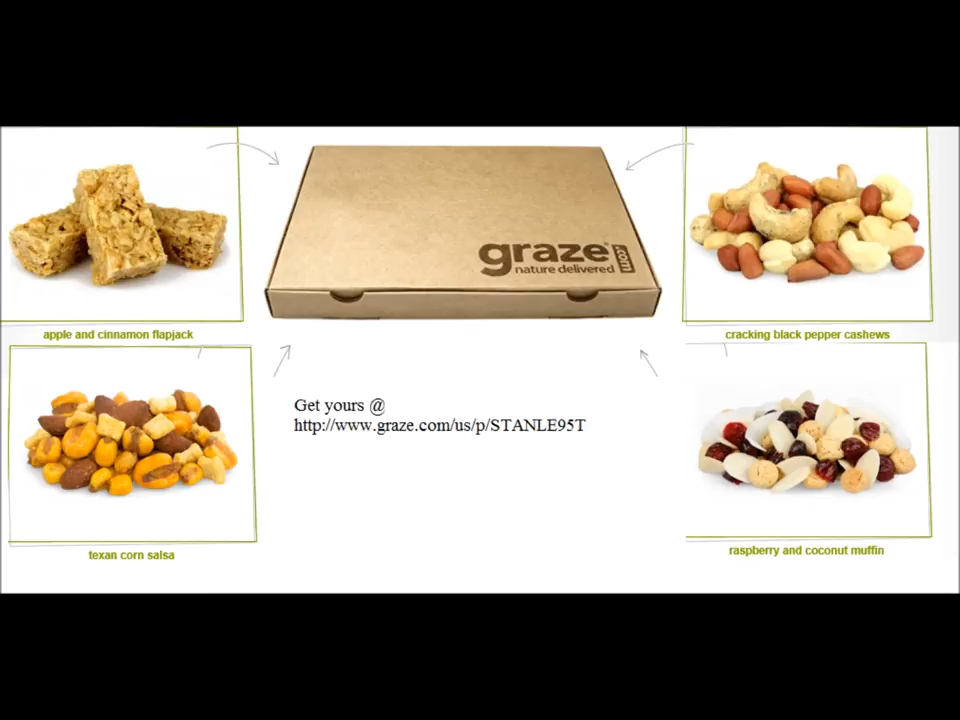 graze
.com
nature delivered
apple and cinnamon flapjack
cracking black pepper cashews
Get yours @
http://www.graze.com/us/p/STANLE95T
texan corn salsa
raspberry and coconut muffin